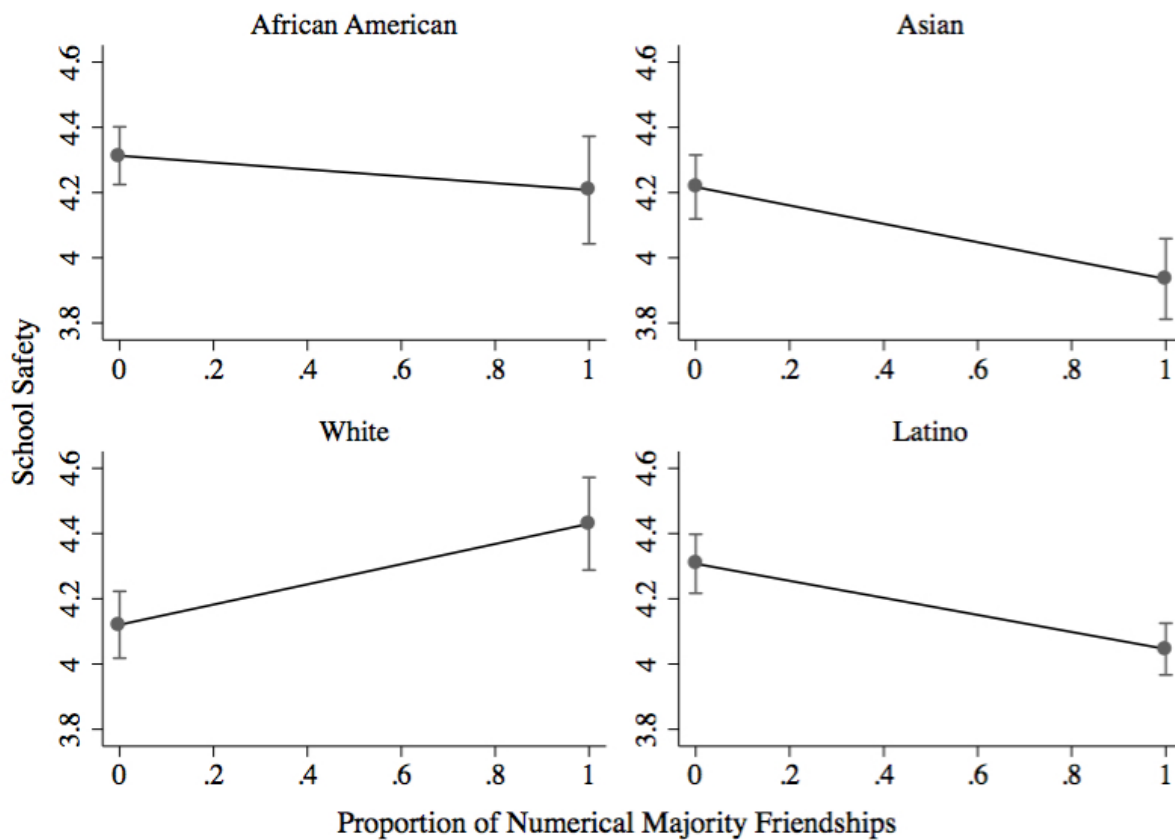 African American
Asian
4.6
4.4
4.2
4
3.8
0 .2 .4 .6 .8 1
4.6
4.4
4.2
4
3.8
0 .2 .4 .6 .8 1
School Safety
White
Latino
4.6
4.4
4.2
4
3.8
0 .2 .4 .6 .8 1
4.6
4.4
4.2
4
3.8
0 .2 .4 .6 .8 1
Proportion of Numerical Majority Friendships